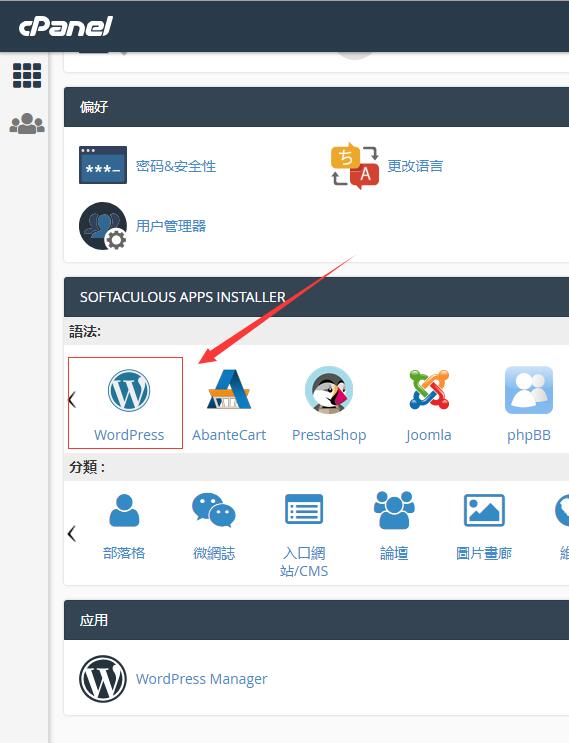 cPanel
偏好
***–
密码&安全性
ち
A
更改语言
用户管理器
SOFTACULOUS APPS INSTALLER
語法:
WordPress
AbanteCart
PrestaShop
Joomla
phpBB
分類 :
部落格
微網誌
入口網
站/CMS
論壇
圖片畫廊
应用
WordPress Manager